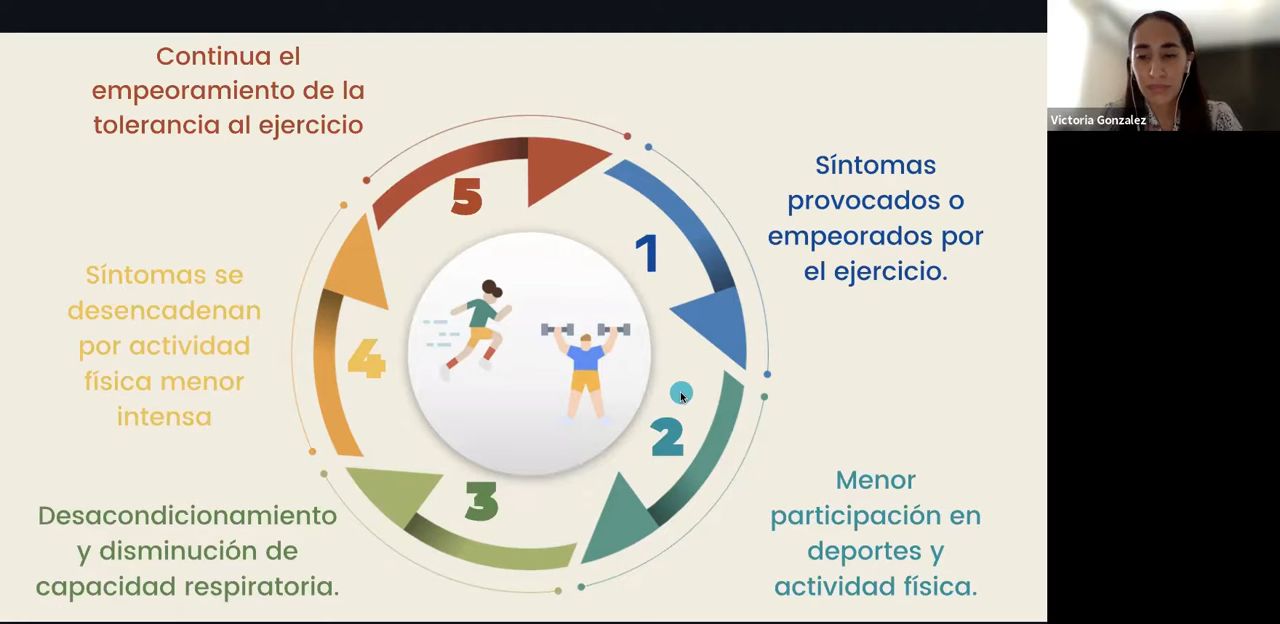 Continua el
empeoramiento de la
tolerancia al ejercicio
5
Síntomas
provocados o
empeorados por
el ejercicio.
1
Síntomas se
desencadenan
por actividad
física menor
intensa
4
2
Menor
participación en
deportes y
actividad física.
3
Desacondicionamiento
y disminución de
capacidad respiratoria.
Victoria Gonzalez